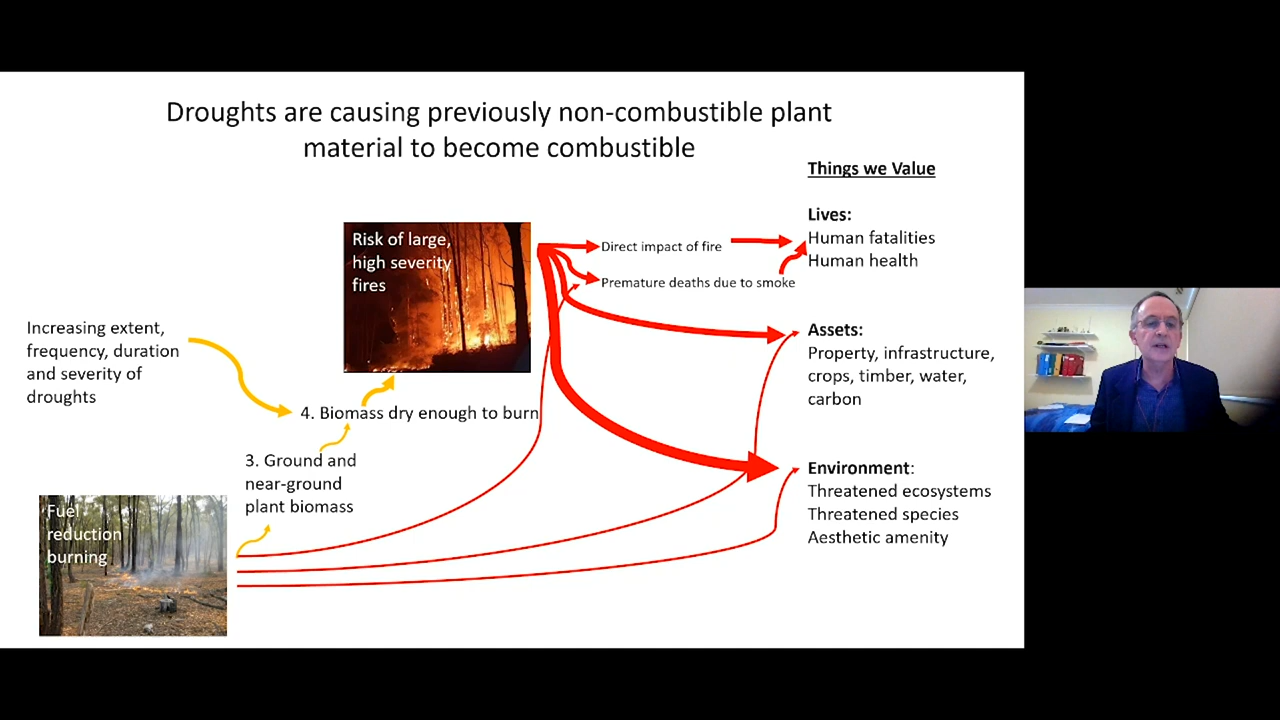 Droughts are causing previously non-combustible plant
material to become combustible
Things we Value
Lives:
Human fatalities
Human health
Risk of large,
high severity
fires
Direct impact of fire
Premature deaths due to smoke
Increasing extent,
frequency, duration
and severity of
droughts
Assets:
Property, infrastructure,
crops, timber, water,
carbon
4. Biomass dry enough to burn
3. Ground and
near-ground
plant biomass
Environment:
Threatened ecosystems
Threatened species
Aesthetic amenity
Fuel
reduction
burning